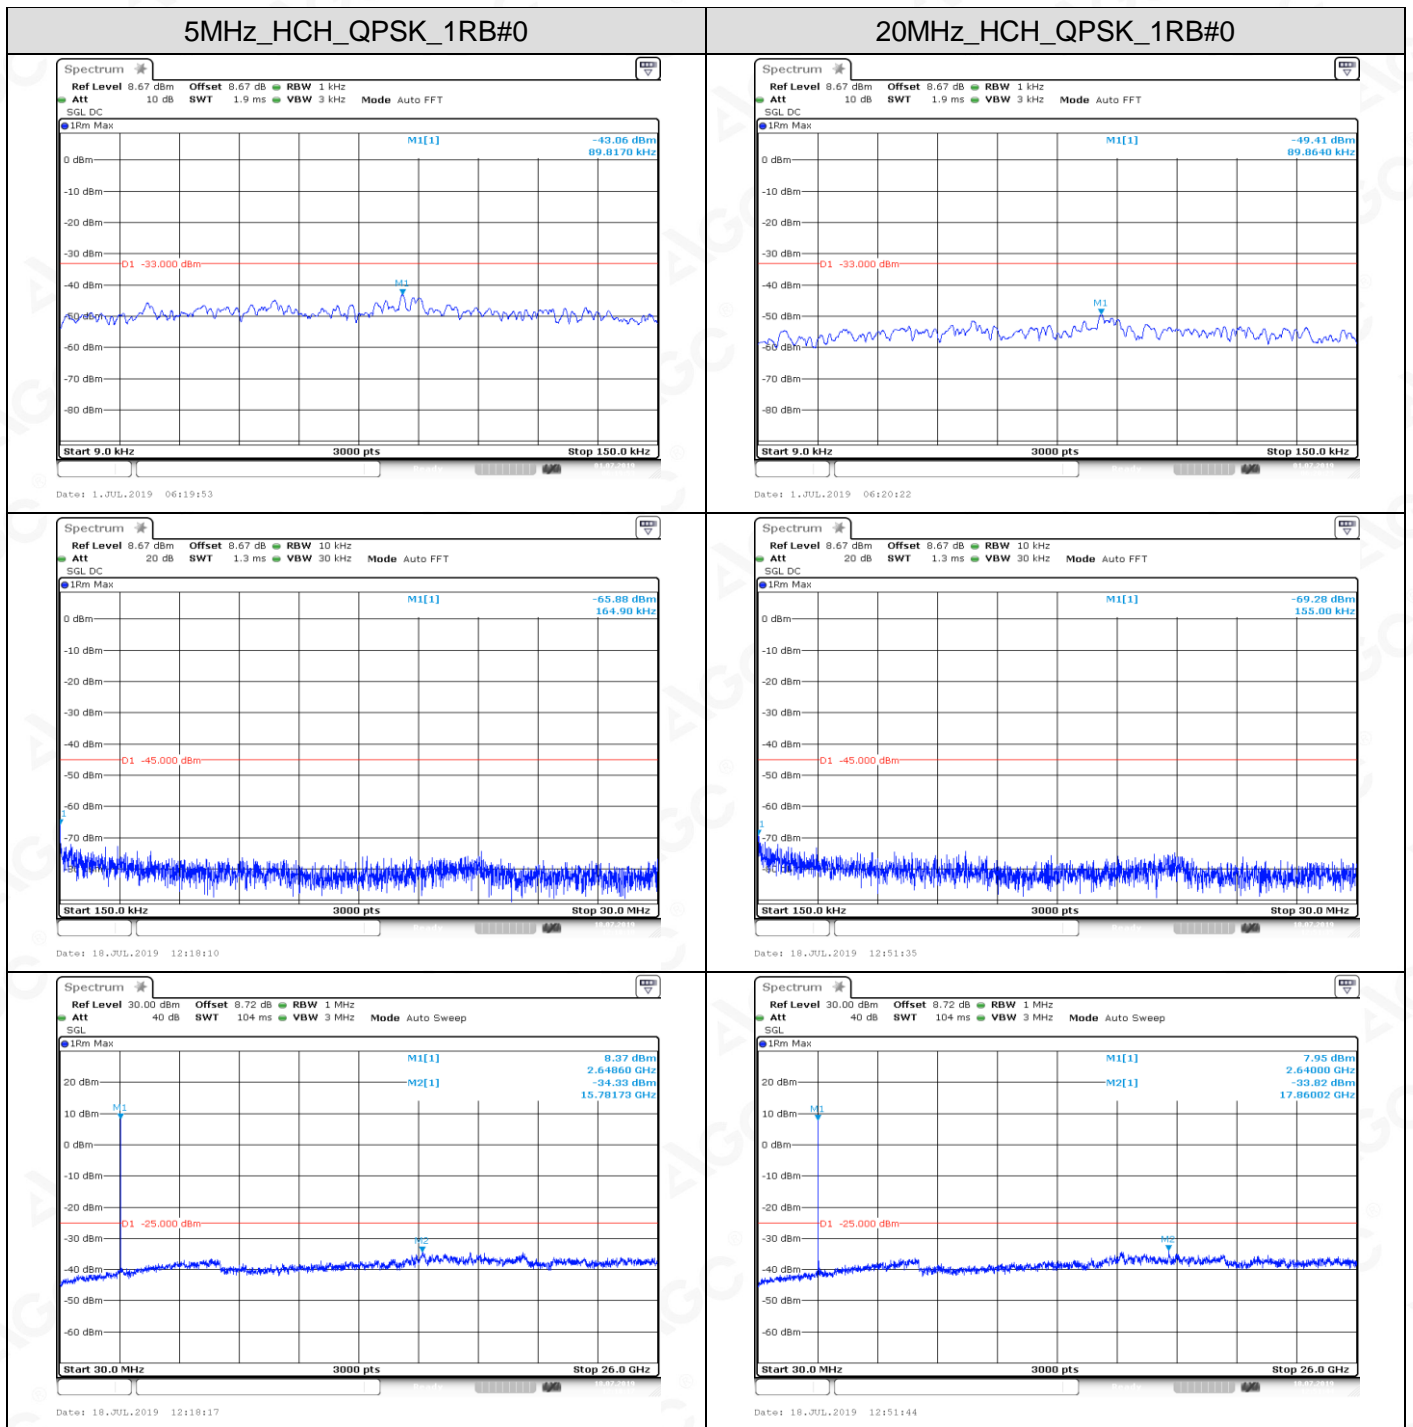 5MHz_HCH_QPSK_1RB#0
20MHz_HCH_QPSK_1RB#0
Spectrum
Ref Level 8.67 dBm Offset 8.67 dB RBW 1 kHz
Att 10 dB SWT 1.9 ms VBW 3 kHz Mode Auto FFT
SGL DC
1Rm Max
M1[1] -43.06 dBm
89.8170 kHz
0 dBm
-10 dBm
-20 dBm
-30 dBm
D1 -33.000 dBm
-40 dBm
M1
-50 dBm
-60 dBm
-70 dBm
-80 dBm
Start 9.0 kHz 3000 pts Stop 150.0 kHz
Ready 01.07.2019
Date: 1.JUL.2019 06:19:53
Spectrum
Ref Level 8.67 dBm Offset 8.67 dB RBW 1 kHz
Att 10 dB SWT 1.9 ms VBW 3 kHz Mode Auto FFT
SGL DC
1Rm Max
M1[1] -49.41 dBm
89.8640 kHz
0 dBm
-10 dBm
-20 dBm
-30 dBm
D1 -33.000 dBm
-40 dBm
M1
-50 dBm
-60 dBm
-70 dBm
-80 dBm
Start 9.0 kHz 3000 pts Stop 150.0 kHz
Ready 01.07.2019
Date: 1.JUL.2019 06:20:22
Spectrum
Ref Level 8.67 dBm Offset 8.67 dB RBW 10 kHz
Att 20 dB SWT 1.3 ms VBW 30 kHz Mode Auto FFT
SGL DC
1Rm Max
M1[1] -65.88 dBm
164.90 kHz
0 dBm
-10 dBm
-20 dBm
-30 dBm
-40 dBm
D1 -45.000 dBm
-50 dBm
-60 dBm
1
-70 dBm
Start 150.0 kHz 3000 pts Stop 30.0 MHz
Ready
Date: 18.JUL.2019 12:18:10
Spectrum
Ref Level 8.67 dBm Offset 8.67 dB RBW 10 kHz
Att 20 dB SWT 1.3 ms VBW 30 kHz Mode Auto FFT
SGL DC
1Rm Max
M1[1] -69.28 dBm
155.00 kHz
0 dBm
-10 dBm
-20 dBm
-30 dBm
-40 dBm
D1 -45.000 dBm
-50 dBm
-60 dBm
1
-70 dBm
Start 150.0 kHz 3000 pts Stop 30.0 MHz
Ready
Date: 18.JUL.2019 12:51:35
Spectrum
Ref Level 30.00 dBm Offset 8.72 dB RBW 1 MHz
Att 40 dB SWT 104 ms VBW 3 MHz Mode Auto Sweep
SGL
1Rm Max
M1[1] 8.37 dBm
2.64860 GHz
20 dBm M2[1] -34.33 dBm
15.78173 GHz
M1
10 dBm
0 dBm
-10 dBm
-20 dBm
D1 -25.000 dBm
-30 dBm
M2
-40 dBm
-50 dBm
-60 dBm
Start 30.0 MHz 3000 pts Stop 26.0 GHz
Ready
Date: 18.JUL.2019 12:18:17
Spectrum
Ref Level 30.00 dBm Offset 8.72 dB RBW 1 MHz
Att 40 dB SWT 104 ms VBW 3 MHz Mode Auto Sweep
SGL
1Rm Max
M1[1] 7.95 dBm
2.64000 GHz
20 dBm M2[1] -33.82 dBm
17.86002 GHz
M1
10 dBm
0 dBm
-10 dBm
-20 dBm
D1 -25.000 dBm
-30 dBm
M2
-40 dBm
-50 dBm
-60 dBm
Start 30.0 MHz 3000 pts Stop 26.0 GHz
Ready
Date: 18.JUL.2019 12:51:44